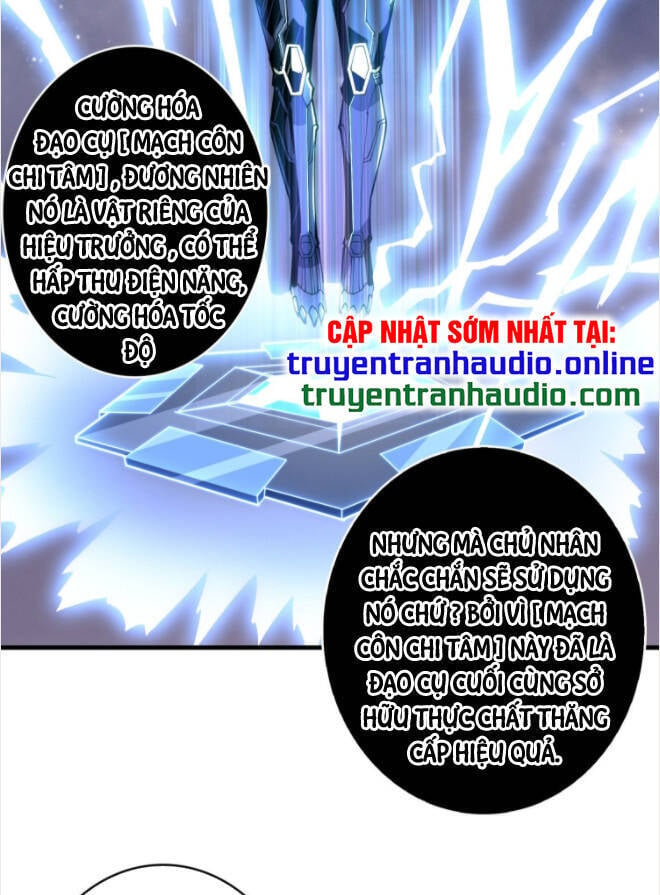 CƯỜNG HÓA
ĐẠO CỤ [ MẠCH CÔN
CHI TÂM ] , ĐƯƠNG NHIÊN
NÓ LÀ VẬT RIÊNG CỦA
HIỆU TRƯỞNG , CÓ THỂ
HẤP THU ĐIỆN NĂNG,
CƯỜNG HÓA TỐC
ĐỘ
CẬP NHẬT SỚM NHẤT TẠI:
truyentranhaudio.online
truyentranhaudio.com
NHƯNG MÀ CHỦ NHÂN
CHẮC CHẮN SẼ SỬ DỤNG
NÓ CHỨ ? BỞI VÌ [ MẠCH
CÔN CHI TÂM ] NÀY ĐÃ LÀ
ĐẠO CỤ CUỐI CÙNG SỞ
HỮU THỰC CHẤT THĂNG
CẤP HIỆU QUẢ.